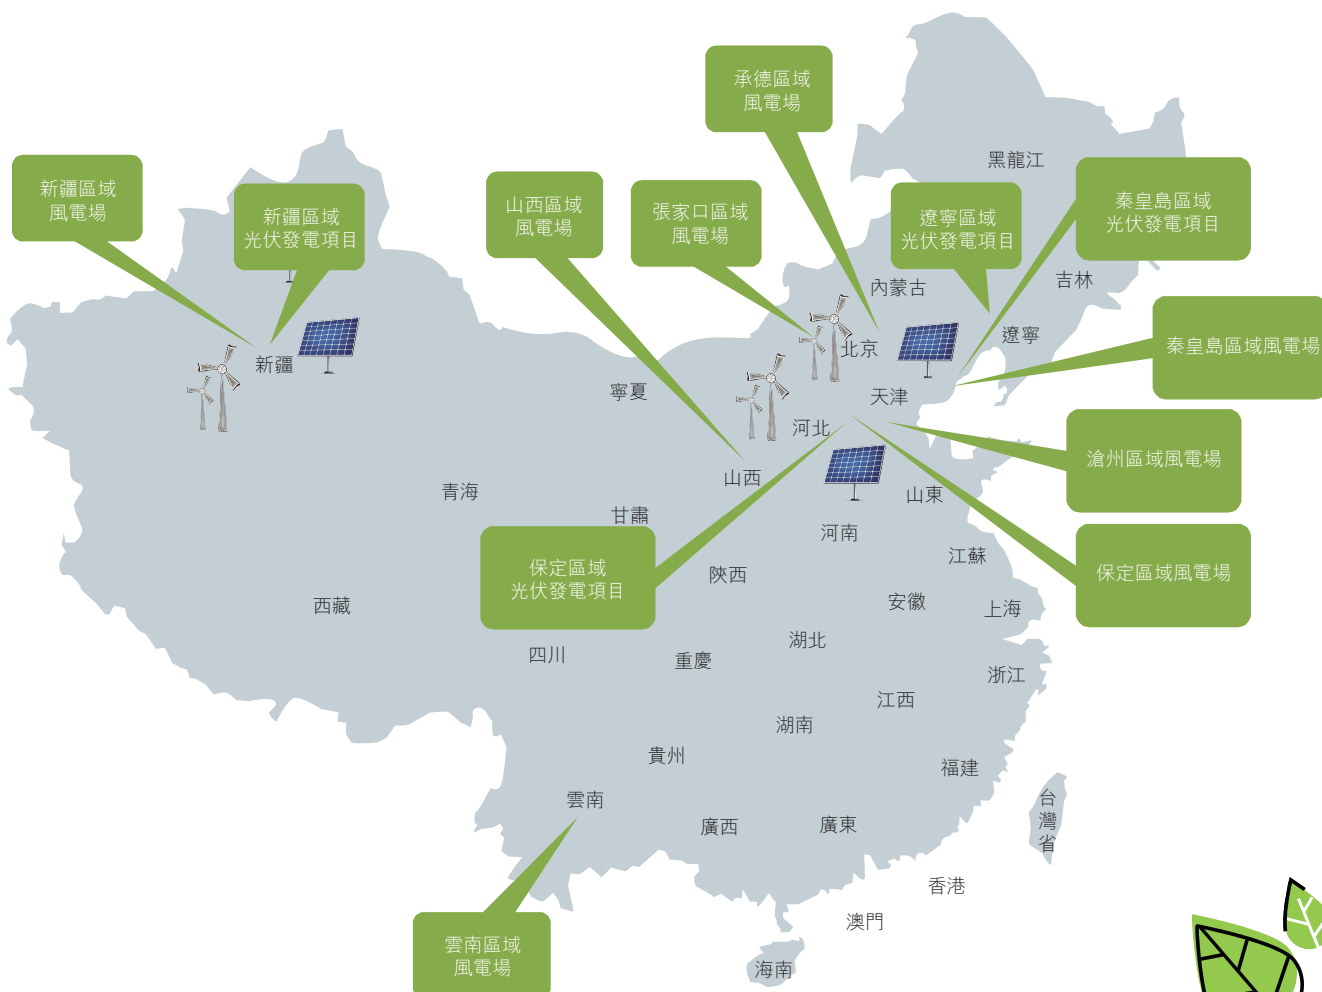 承德區域
風電場
黑龍江
新疆區域
風電場
新疆區域
光伏發電項目
山西區域
風電場
張家口區域
風電場
遼寧區域
光伏發電項目
秦皇島區域
光伏發電項目
內蒙古
吉林
遼寧
北京
秦皇島區域風電場
新疆
寧夏
天津
河北
滄州區域風電場
山西
青海
山東
甘肅
河南
江蘇
保定區域
光伏發電項目
陝西
保定區域風電場
西藏
安徽
上海
湖北
四川
重慶
浙江
江西
湖南
貴州
福建
雲南
台
灣
省
廣西
廣東
香港
澳門
雲南區域
風電場
海南